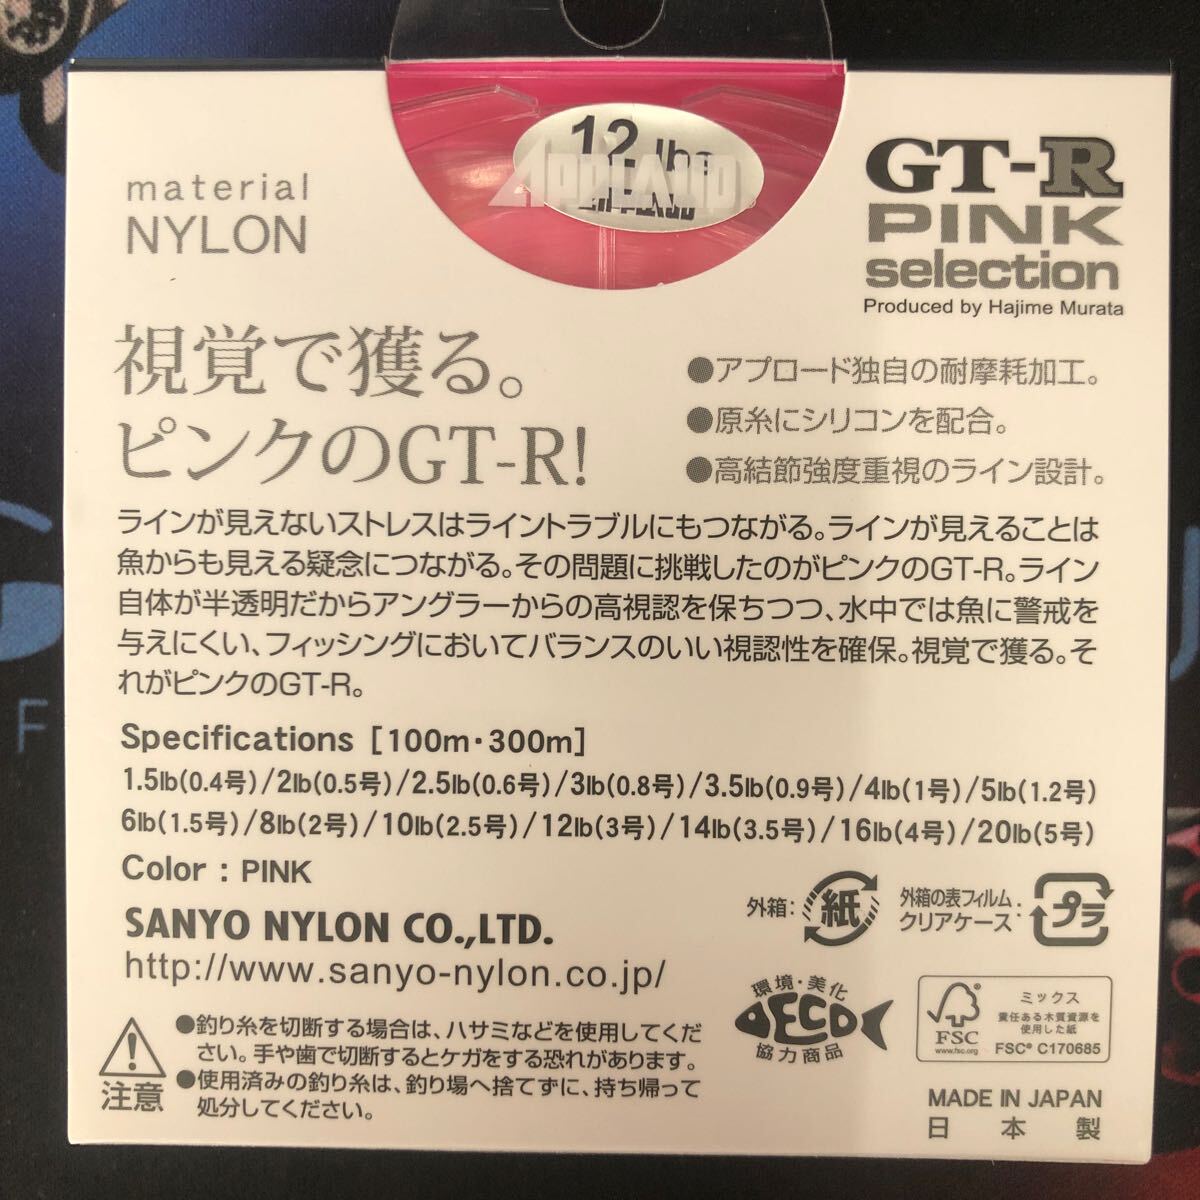 12 lbs
APPLAUD
material
NYLON
GT-R
PINK
selection
Produced by Hajime Murata
視覚で獲る。
ピンクのGT-R!
●アプロード独自の耐摩耗加工。
●原糸にシリコンを配合。
●高結節強度重視のライン設計。
ラインが見えないストレスはライントラブルにもつながる。ラインが見えることは
魚からも見える疑念につながる。その問題に挑戦したのがピンクのGT-R。ライン
自体が半透明だからアングラーからの高視認を保ちつつ、水中では魚に警戒を
与えにくい、フィッシングにおいてバランスのいい視認性を確保。視覚で獲る。そ
れがピンクのGT-R。
Specifications [100m・300m]
1.5lb(0.4号)/2lb(0.5号)/2.5lb(0.6号)/3lb(0.8号)/3.5lb(0.9号)/4lb(1号)/5lb(1.2号)
6lb(1.5号)/8lb(2号)/10lb(2.5号)/12lb(3号)/14lb(3.5号)/16lb(4号)/20lb(5号)
Color : PINK
SANYO NYLON CO.,LTD.
http://www.sanyo-nylon.co.jp/
外箱:
紙
外箱の表フィルム.
クリアケース:
プラ
注意
●釣り糸を切断する場合は、ハサミなどを使用してくだ
さい。手や歯で切断するとケガをする恐れがあります。
●使用済みの釣り糸は、釣り場へ捨てずに、持ち帰って
処分してください。
環境・美化
ECO
協力商品
FSC
www.fsc.org
ミックス
責任ある木質資源を
使用した紙
FSC® C170685
MADE IN JAPAN
日本製
F